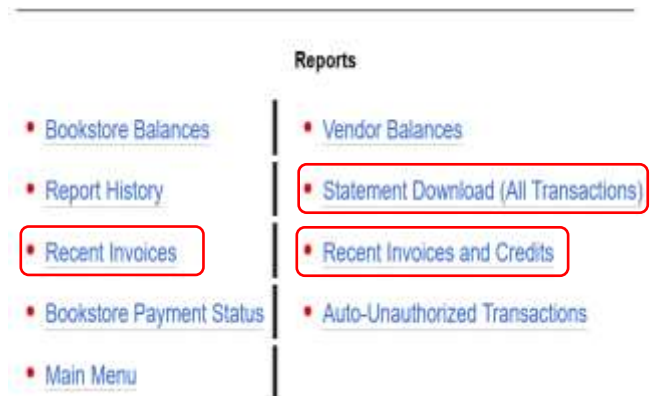 Reports
Bookstore Balances
Vendor Balances
Report History
Statement Download (All Transactions)
Recent Invoices
Recent Invoices and Credits
Bookstore Payment Status
Auto-Unauthorized Transactions
Main Menu